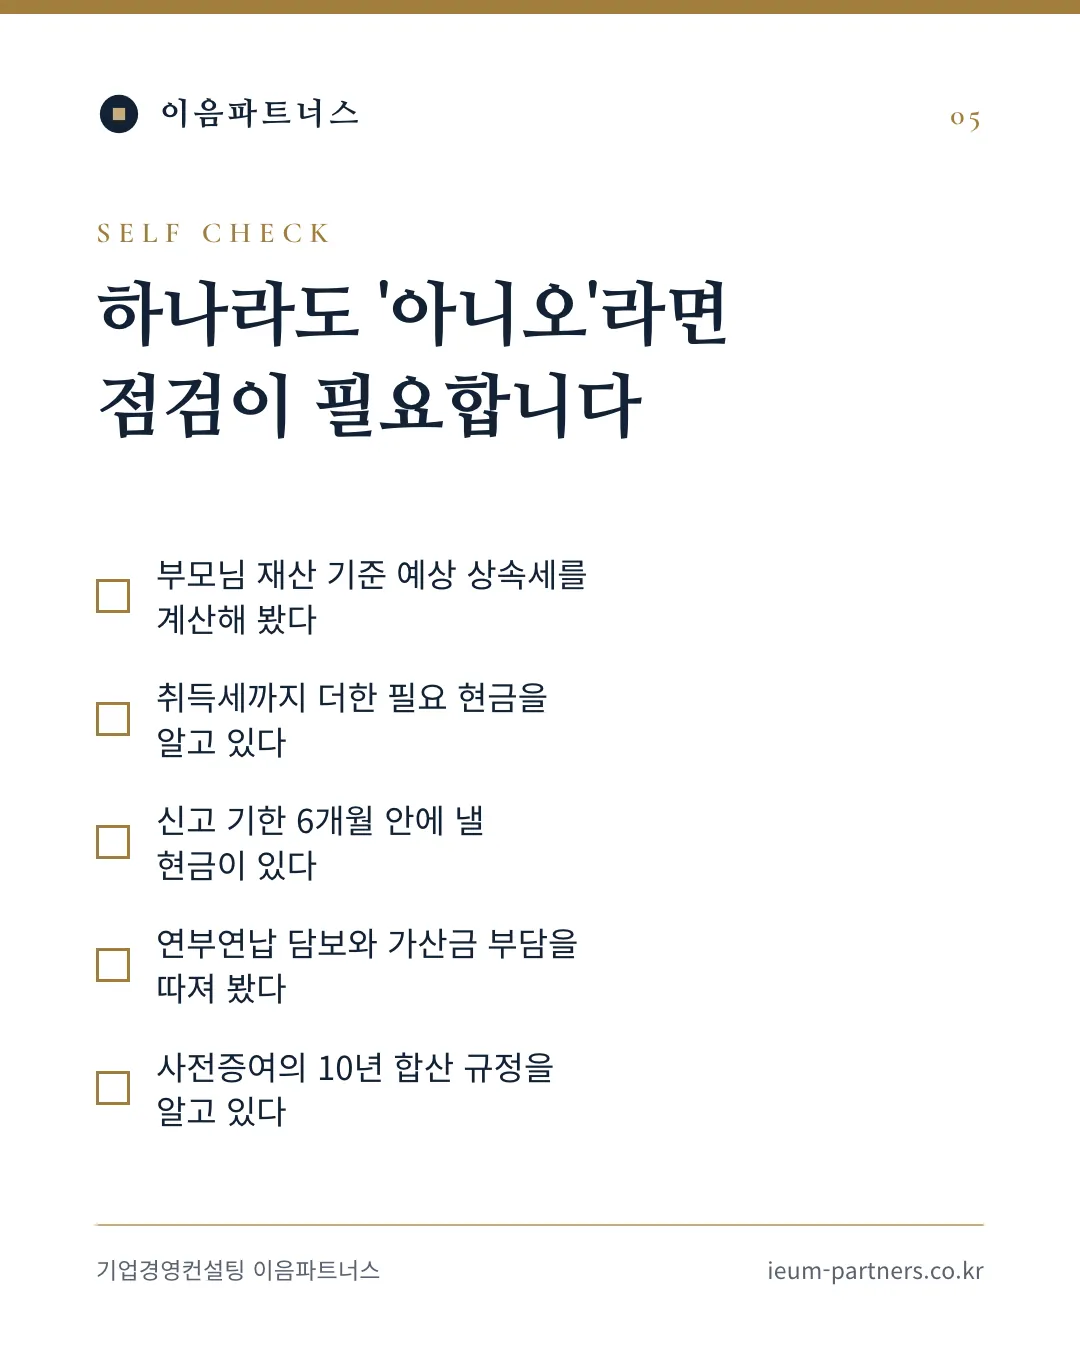 이음파트너스
05
SELF CHECK
하나라도 '아니오'라면
점검이 필요합니다
부모님 재산 기준 예상 상속세를
계산해 봤다
취득세까지 더한 필요 현금을
알고 있다
신고 기한 6개월 안에 낼
현금이 있다
연부연납 담보와 가산금 부담을
따져 봤다
사전증여의 10년 합산 규정을
알고 있다
기업경영컨설팅 이음파트너스
ieum-partners.co.kr